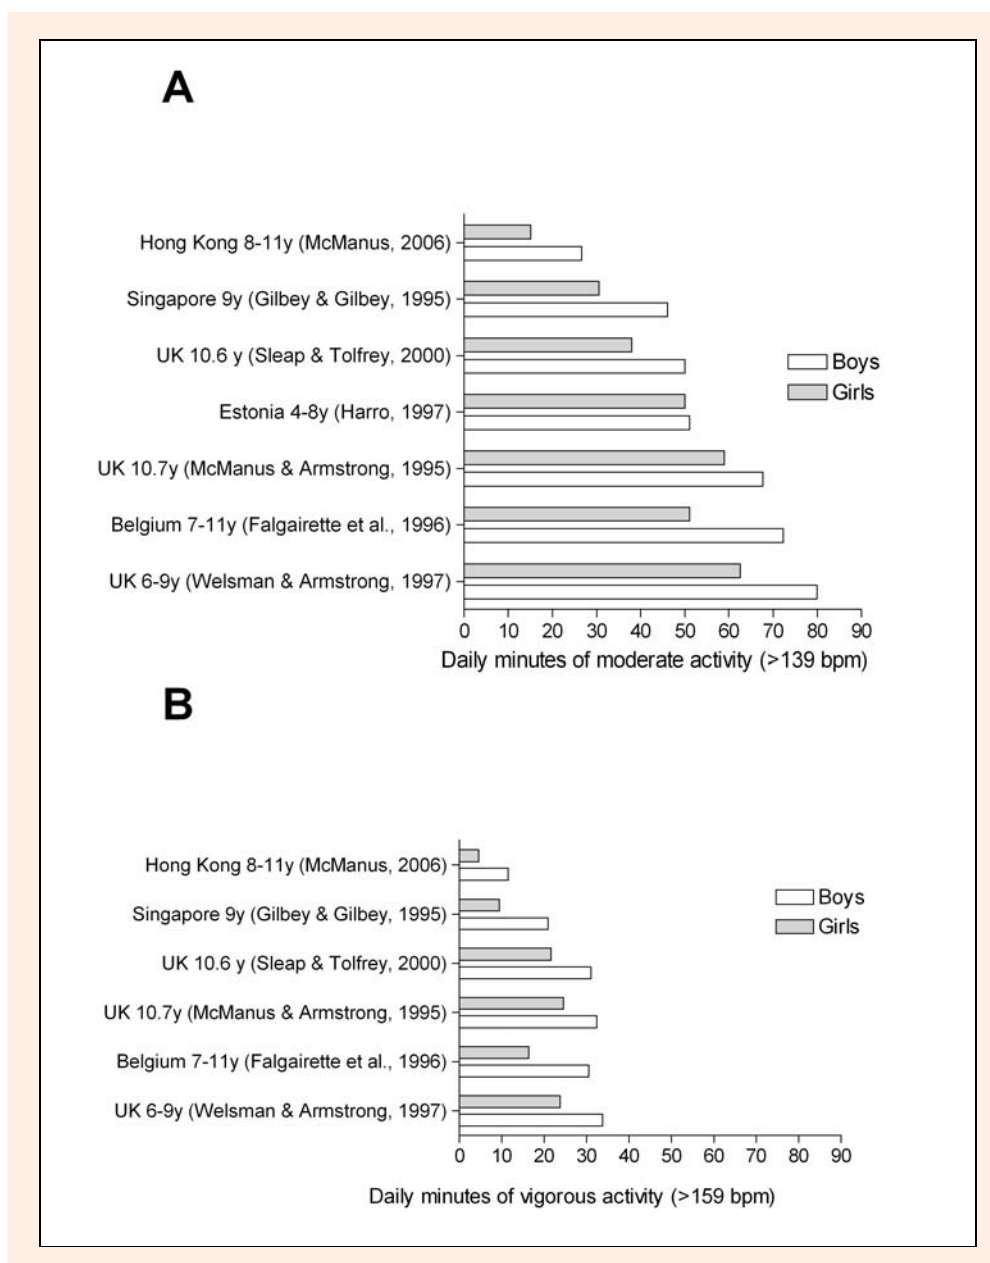 A
Hong Kong 8-11y (McManus, 2006)
Singapore 9y (Gilbey & Gilbey, 1995)
UK 10.6 y (Sleap & Tolfrey, 2000)
Estonia 4-8y (Harro, 1997)
UK 10.7y (McManus & Armstrong, 1995)
Belgium 7-11y (Falgairette et al., 1996)
UK 6-9y (Welsman & Armstrong, 1997)
Boys
Girls
0 10 20 30 40 50 60 70 80 90
Daily minutes of moderate activity (>139 bpm)
B
Hong Kong 8-11y (McManus, 2006)
Singapore 9y (Gilbey & Gilbey, 1995)
UK 10.6 y (Sleap & Tolfrey, 2000)
UK 10.7y (McManus & Armstrong, 1995)
Belgium 7-11y (Falgairette et al., 1996)
UK 6-9y (Welsman & Armstrong, 1997)
Boys
Girls
0 10 20 30 40 50 60 70 80 90
Daily minutes of vigorous activity (>159 bpm)